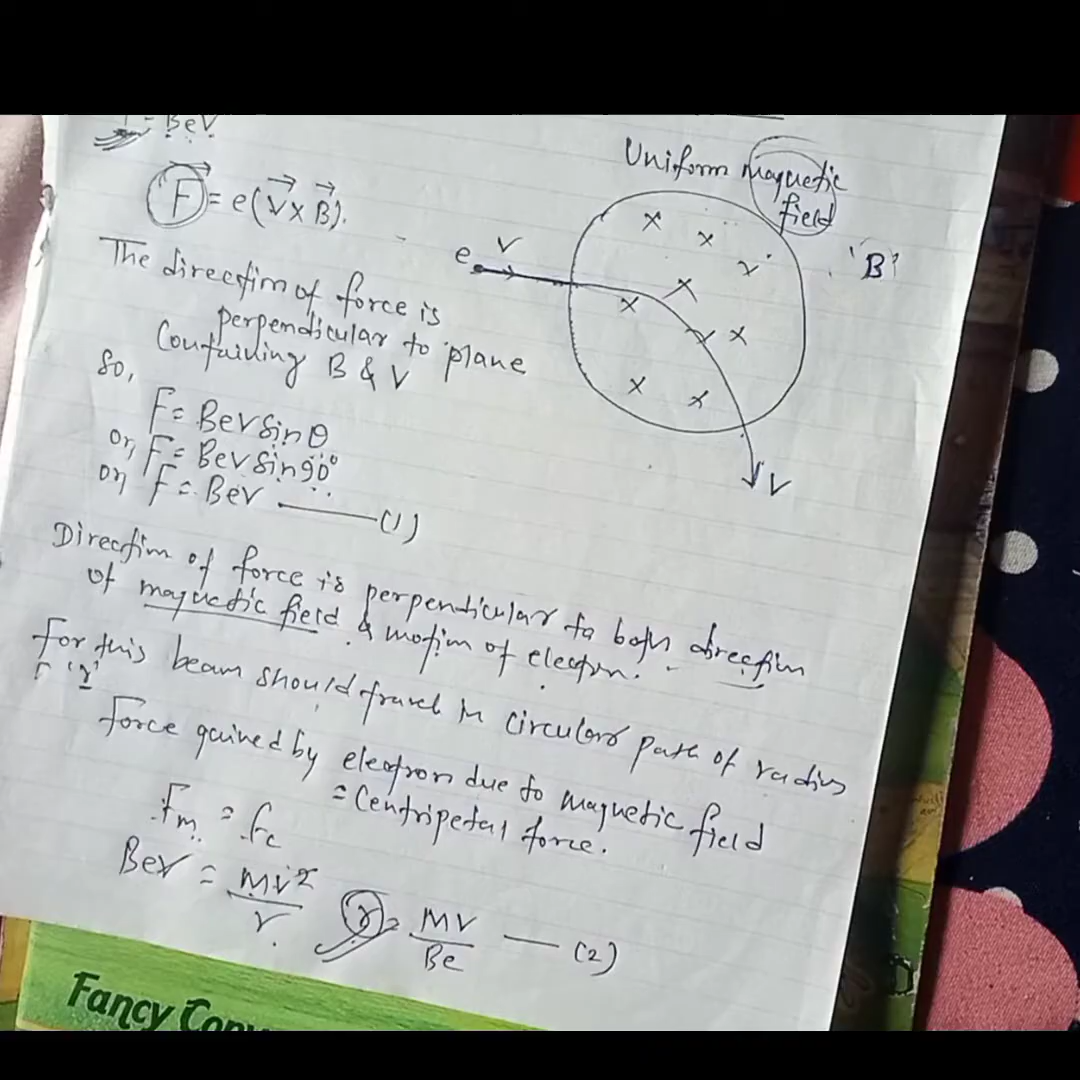 = BeV
F = e(V × B).
The direction of force is
perpendicular to plane
Containing B & V
So,
F = BeV sinθ
or, F = BeV sin90°
or, F = BeV ——— (1)
Uniform magnetic
field
'B'
e V
V
Direction of force is perpendicular to both direction
of magnetic field & motion of electron.
For this beam should travel in circular path of radius
'r'
Force gained by electron due to magnetic field
= Centripetal force.
Fm = Fc
BeV = MV²/r r = MV/Be — (2)
Fancy